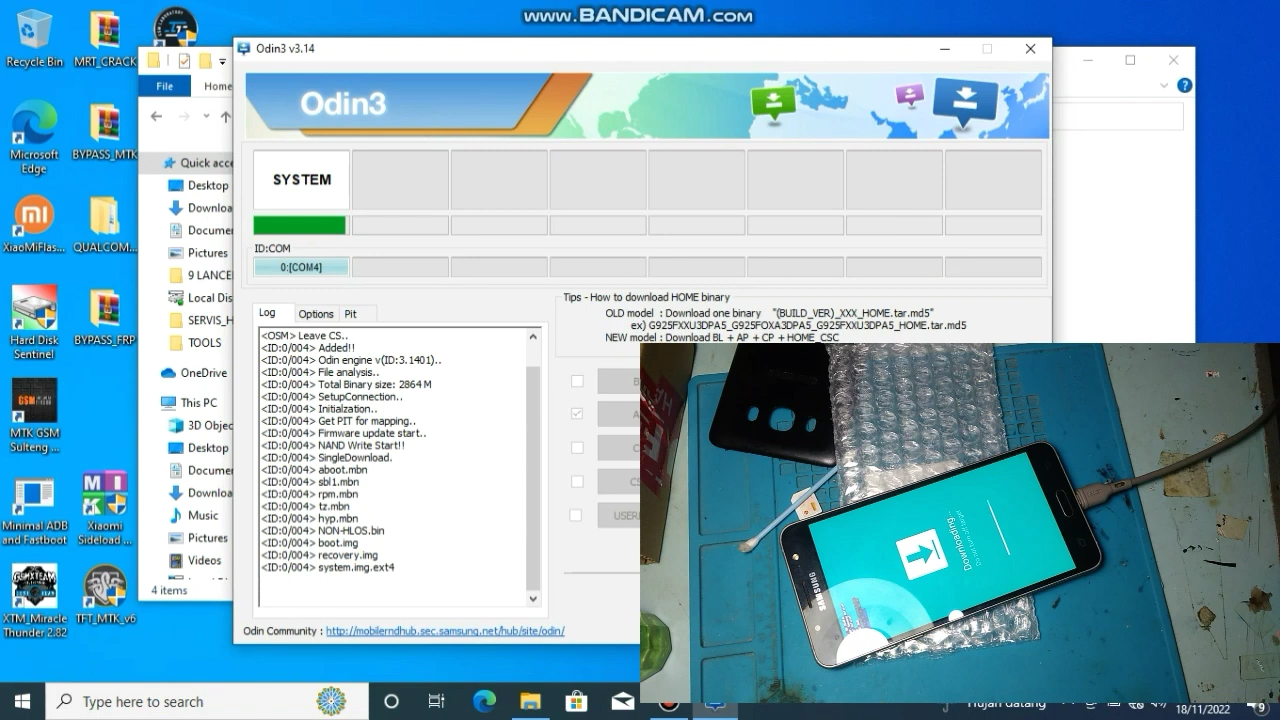 WWW.BANDICAM.COM
Recycle Bin
MRT_CRACK
Microsoft
Edge
BYPASS_MTK
XiaoMiFlas...
QUALCOM...
Hard Disk
Sentinel
BYPASS_FRP
MTK GSM
Sulteng ...
Minimal ADB
and Fastboot
Xiaomi
Sideload ...
XTM_Miracle
Thunder 2.82
TFT_MTK_v6
File
Home
Quick acce
Desktop
Downloa
Documen
Pictures
9 LANCE
Local Dis
SERVIS_H
TOOLS
OneDrive
This PC
3D Objec
Desktop
Documen
Downloa
Music
Pictures
Videos
4 items
Odin3 v3.14
Odin3
SYSTEM
ID:COM
0:[COM4]
Log
Options
Pit
<OSM> Leave CS..
<ID:0/004> Added!!
<ID:0/004> Odin engine v(ID:3.1401)..
<ID:0/004> File analysis..
<ID:0/004> Total Binary size: 2864 M
<ID:0/004> SetupConnection..
<ID:0/004> Initialzation..
<ID:0/004> Get PIT for mapping..
<ID:0/004> Firmware update start..
<ID:0/004> NAND Write Start!!
<ID:0/004> SingleDownload.
<ID:0/004> aboot.mbn
<ID:0/004> sbl1.mbn
<ID:0/004> rpm.mbn
<ID:0/004> tz.mbn
<ID:0/004> hyp.mbn
<ID:0/004> NON-HLOS.bin
<ID:0/004> boot.img
<ID:0/004> recovery.img
<ID:0/004> system.img.ext4
Tips - How to download HOME binary
OLD model : Download one binary "(BUILD_VER)_XXX_HOME.tar.md5"
ex) G925FXXU3DPA5_G925FOXA3DPA5_G925FXXU3DPA5_HOME.tar.md5
NEW model : Download BL + AP + CP + HOME_CSC
Odin Community : http://mobilerndhub.sec.samsung.net/hub/site/odin/
Downloading...
SAMSUNG
Type here to search
Hujan datang
18/11/2022
9